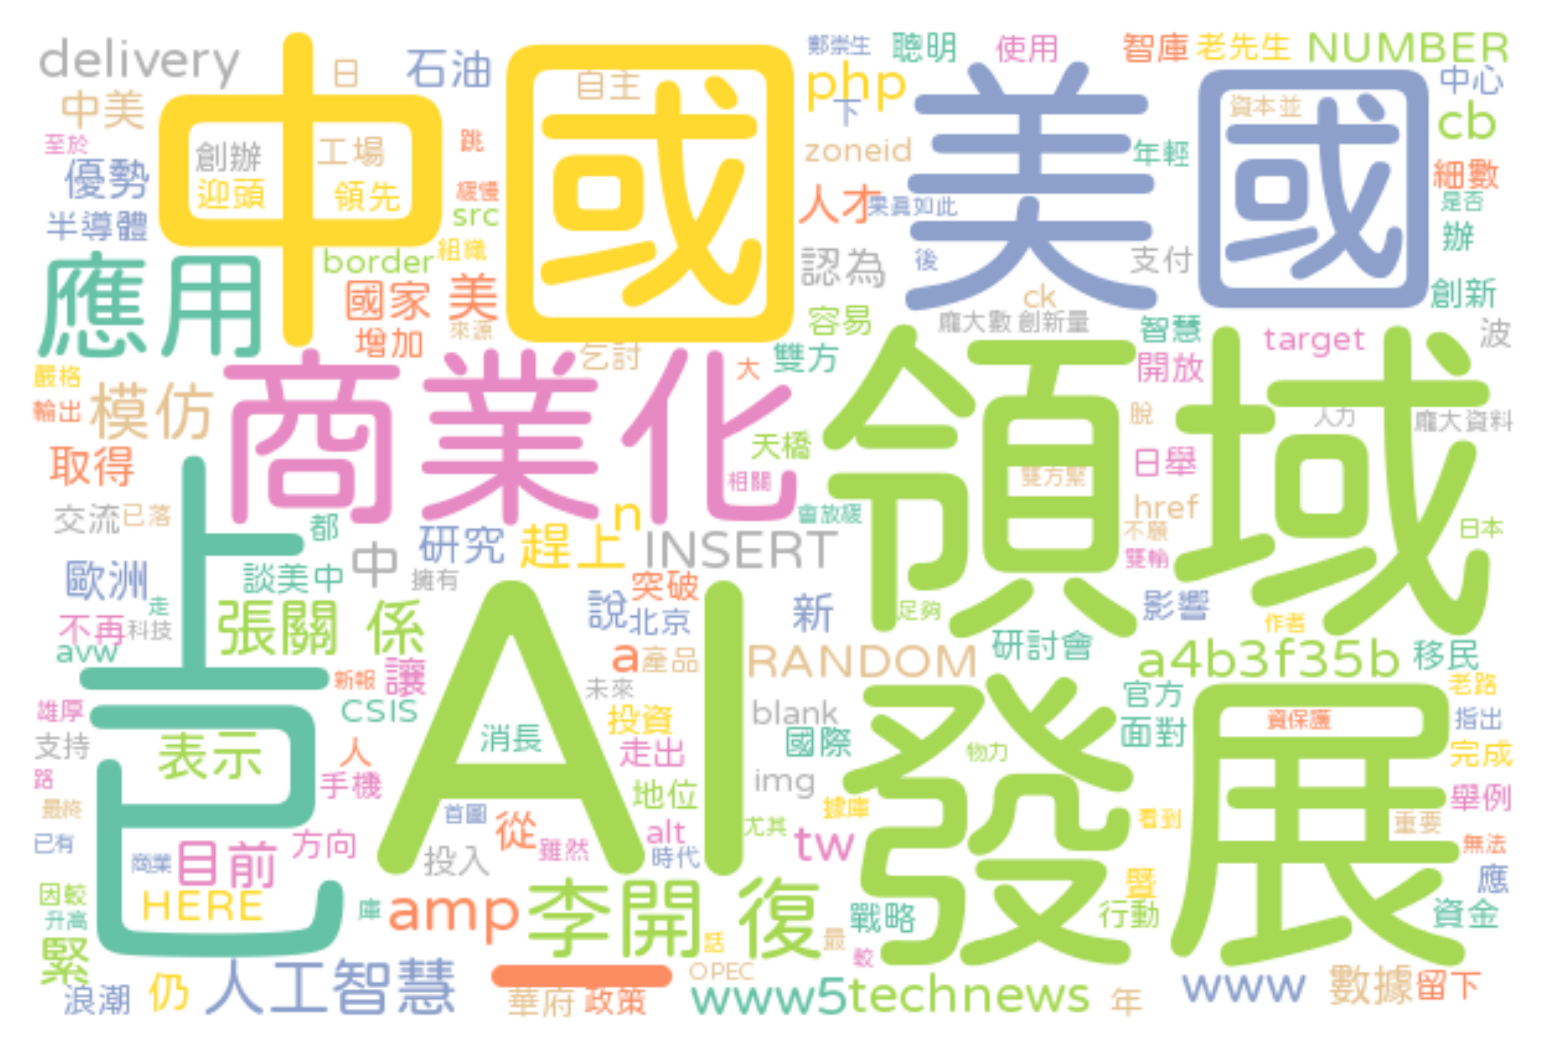 delivery
日
石油
鄭崇生
聰明
使用
智庫
老先生
NUMBER
中美
中國
自主
php
下
美國
資本並
中心
cb
至於
創辦
工場
跳
zoneid
年輕
優勢
迎頭
領先
緩慢
人才
果真如此
細數
半導體
src
是否
border
組織
認為
後
支付
辦
應用
國家
美
ck
創新
增加
來源
容易
龐大數
創新量
智慧
target
波
嚴格
乞討
雙方
開放
輸出
模仿
商業化
大
領域
脫
人力
龐大資料
取得
天橋
相關
雙方緊
日舉
交流
已落
都
n
會放緩
href
研究
趕上
INSERT
不願
日本
歐洲
談美中
中
擁有
突破
雙輸
走
說
北京
新
足夠
影響
不再
科技
張關
係
作者
avw
a
產品
RANDOM
研討會
a4b3f35b
移民
上
AI
新報
讓
未來
發展
官方
老路
雄厚
CSIS
投資
blank
資保護
指出
支持
表示
人
消長
走出
國際
面對
物力
完成
路
手機
img
地位
舉例
最終
首圖
據庫
看到
重要
已有
商業
目前
方向
從
雖然
alt
尤其
tw
無法
已
投入
時代
因較
HERE
暨
應
升高
庫
amp
李開
復
戰略
行動
資金
緊
話
最
較
浪潮
仍
人工智慧
一
OPEC
華府
政策
www5technews
年
www
數據
留下